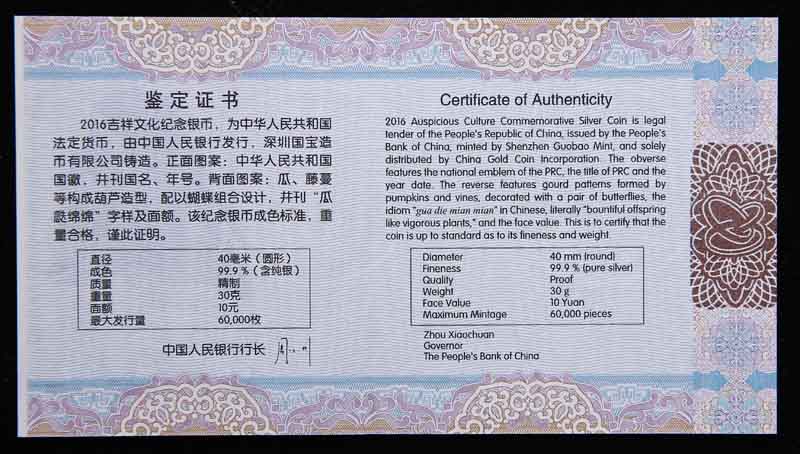 鉴定证书
2016吉祥文化纪念银币，为中华人民共和国
法定货币，由中国人民银行发行，深圳国宝造
币有限公司铸造。正面图案：中华人民共和国
国徽，并刊国名、年号。背面图案：瓜、藤蔓
等构成葫芦造型，配以蝴蝶组合设计，并刊“瓜
瓞绵绵”字样及面额。该纪念银币成色标准，重
量合格，谨此证明。
直径 40毫米（圆形）
成色 99.9％（含纯银）
质量 精制
重量 30克
面额 10元
最大发行量 60,000枚
中国人民银行行长
Certificate of Authenticity
2016 Auspicious Culture Commemorative Silver Coin is legal
tender of the People's Republic of China, issued by the People's
Bank of China, minted by Shenzhen Guobao Mint, and solely
distributed by China Gold Coin Incorporation. The obverse
features the national emblem of the PRC, the title of PRC and the
year date. The reverse features gourd patterns formed by
pumpkins and vines, decorated with a pair of butterflies, the
idiom "gua die mian mian" in Chinese, literally "bountiful offspring
like vigorous plants," and the face value. This is to certify that the
coin is up to standard as to its fineness and weight.
Diameter 40 mm (round)
Fineness 99.9 % (pure silver)
Quality Proof
Weight 30 g
Face Value 10 Yuan
Maximum Mintage 60,000 pieces
Zhou Xiaochuan
Governor
The People's Bank of China